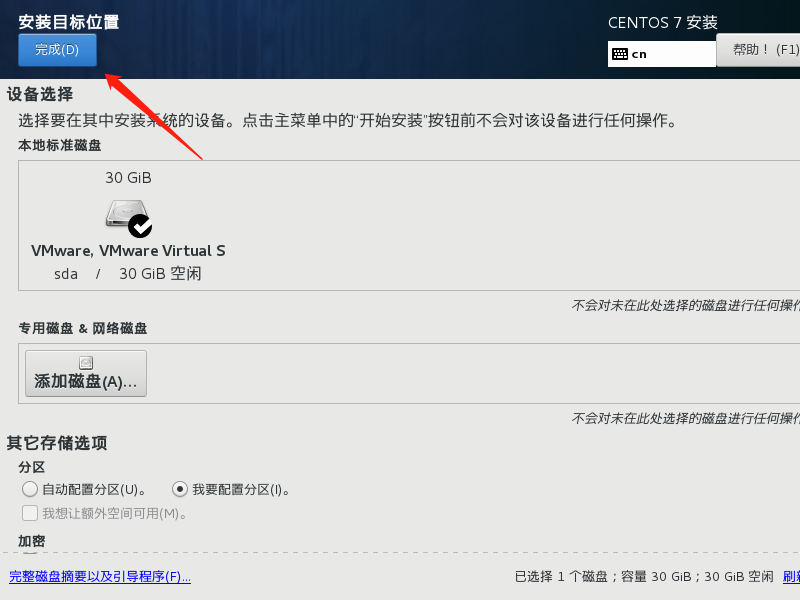 安装目标位置
CENTOS 7 安装
完成(D)
cn
帮助！ (F1)
设备选择
选择要在其中安装系统的设备。点击主菜单中的“开始安装”按钮前不会对该设备进行任何操作。
本地标准磁盘
30 GiB
VMware, VMware Virtual S
sda / 30 GiB 空闲
不会对未在此处选择的磁盘进行任何操作
专用磁盘 & 网络磁盘
添加磁盘(A)...
不会对未在此处选择的磁盘进行任何操作
其它存储选项
分区
自动配置分区(U)。 我要配置分区(I)。
我想让额外空间可用(M)。
加密
完整磁盘摘要以及引导程序(F)...
已选择 1 个磁盘；容量 30 GiB；30 GiB 空闲 刷新